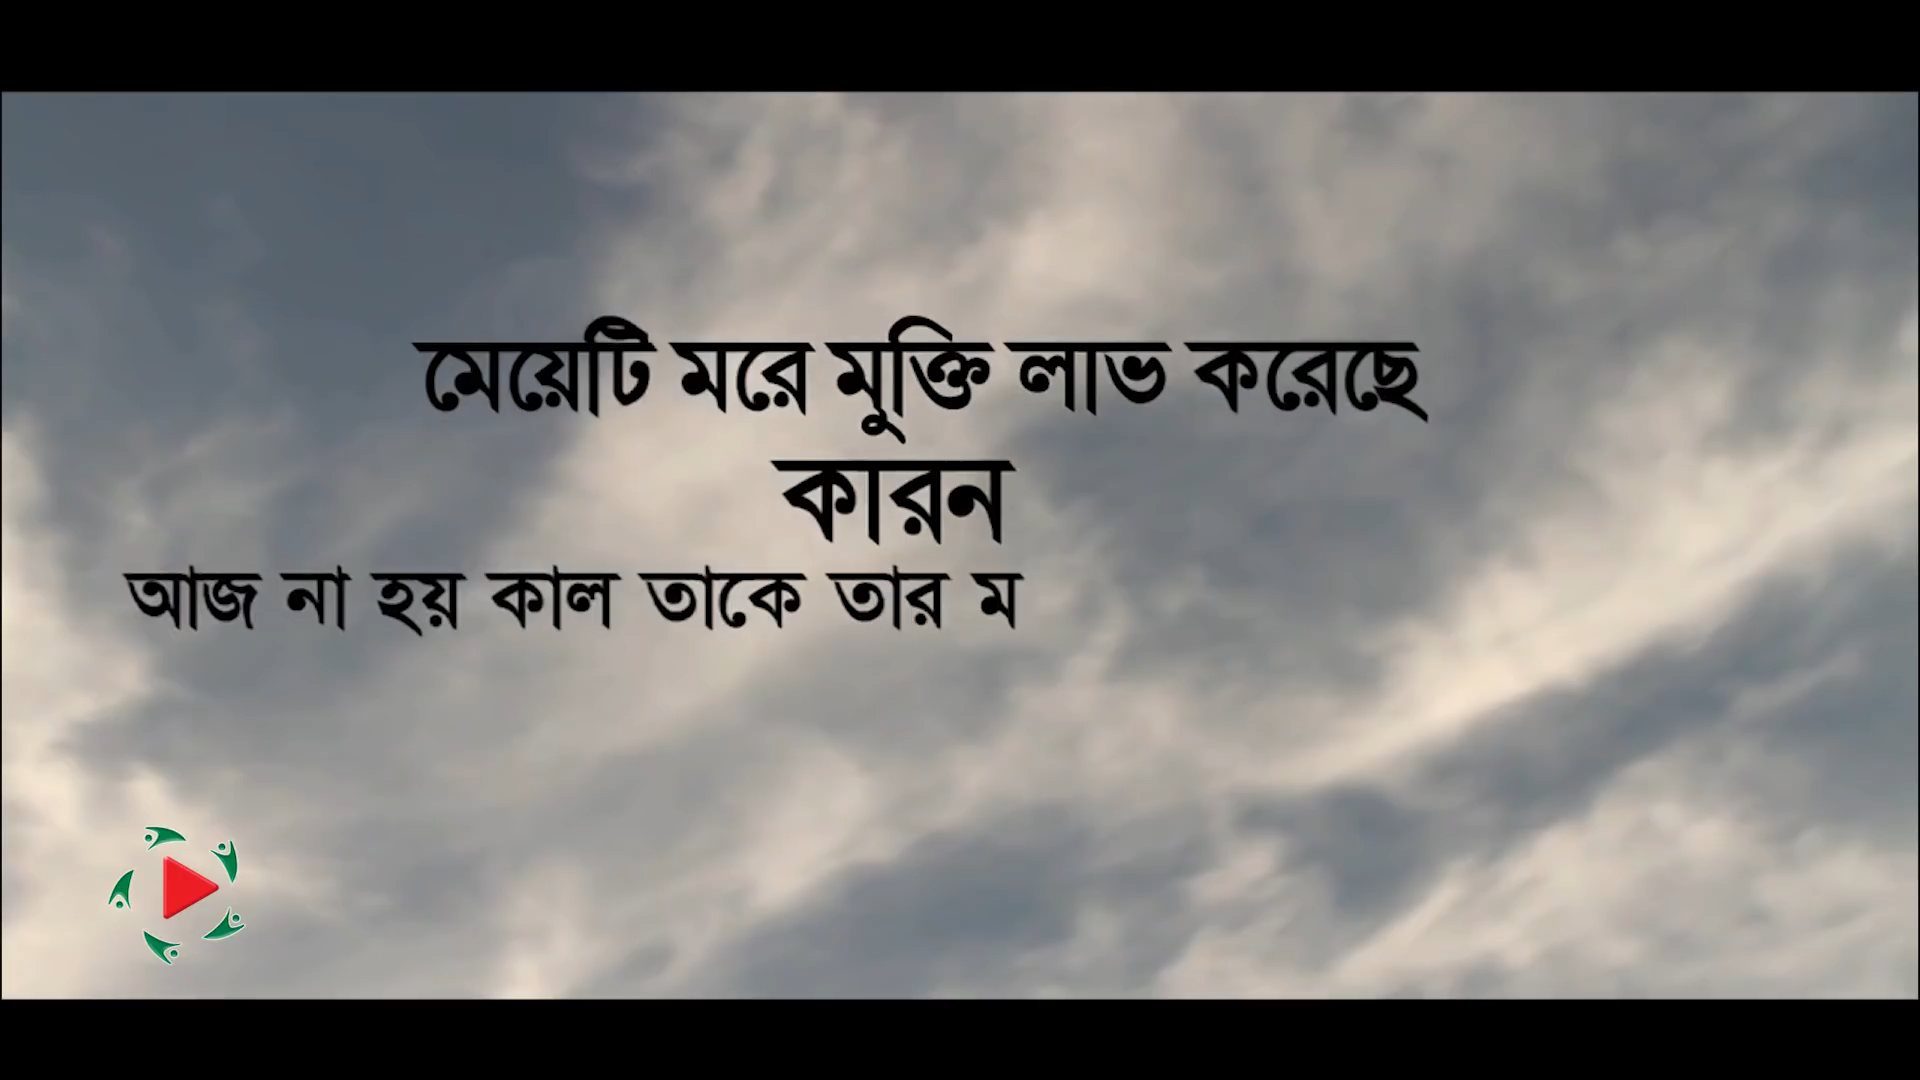 মেয়েটি মরে মুক্তি লাভ করেছে
কারন
আজ না হয় কাল তাকে তার ম